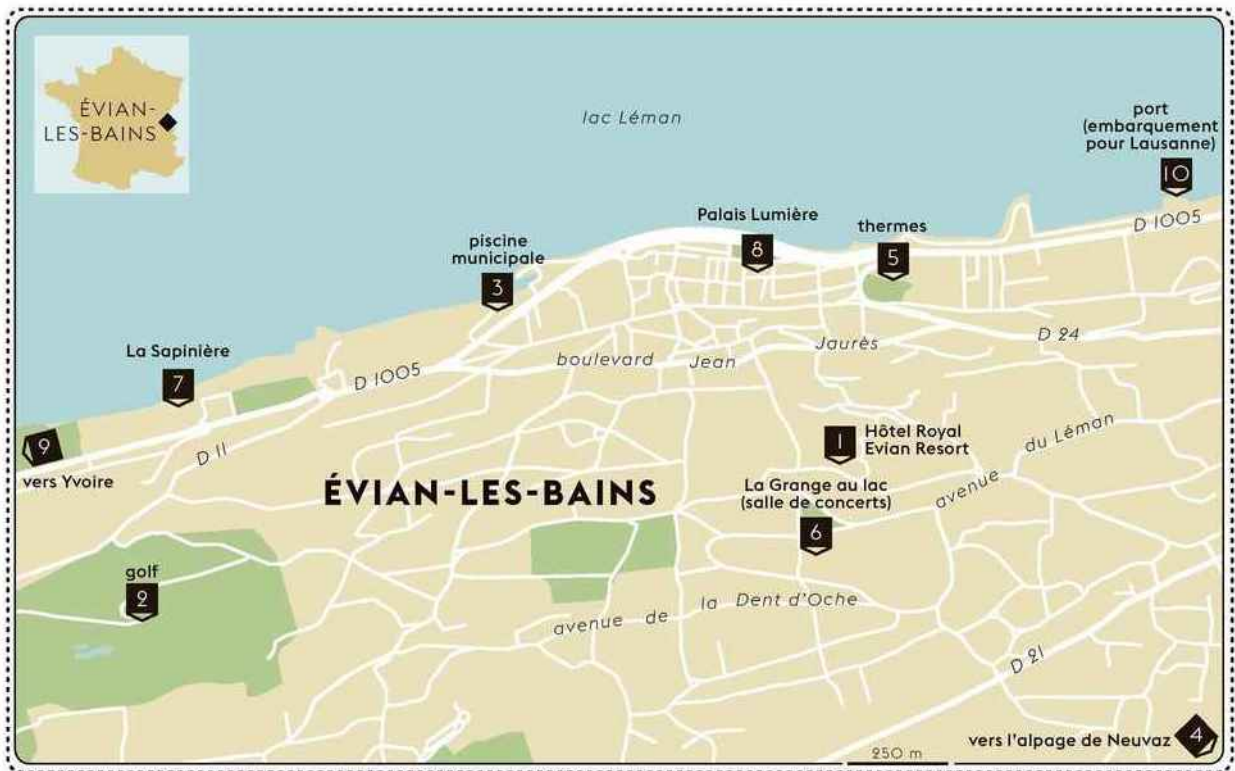 ÉVIAN-
LES-BAINS
lac Léman
port
(embarquement
pour Lausanne)
10
D 1005
Palais Lumière
8
thermes
5
piscine
municipale
3
La Sapinière
7
D 1005
boulevard Jean Jaurès
D 24
9
vers Yvoire
D 11
1
Hôtel Royal
Evian Resort
avenue du Léman
ÉVIAN-LES-BAINS
La Grange au lac
(salle de concerts)
6
golf
2
avenue de la Dent d'Oche
D 21
250 m
vers l'alpage de Neuvaz
4